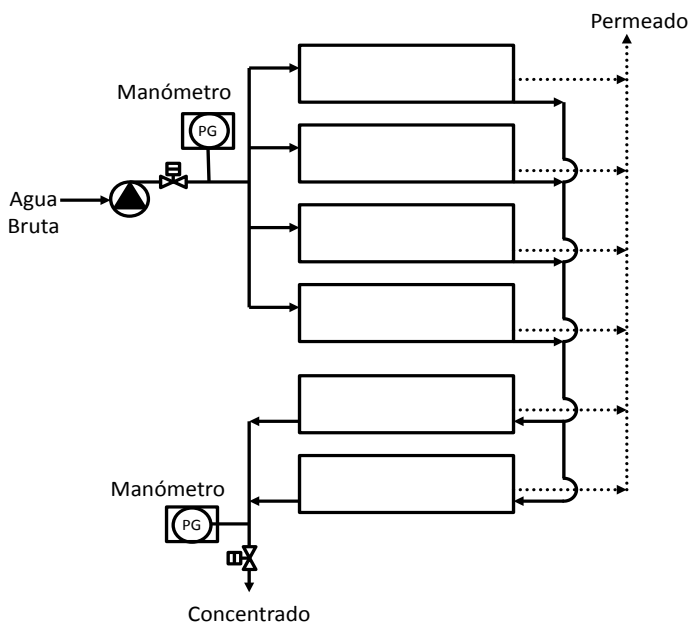 Permeado
Manómetro
PG
Agua
Bruta
Manómetro
PG
Concentrado